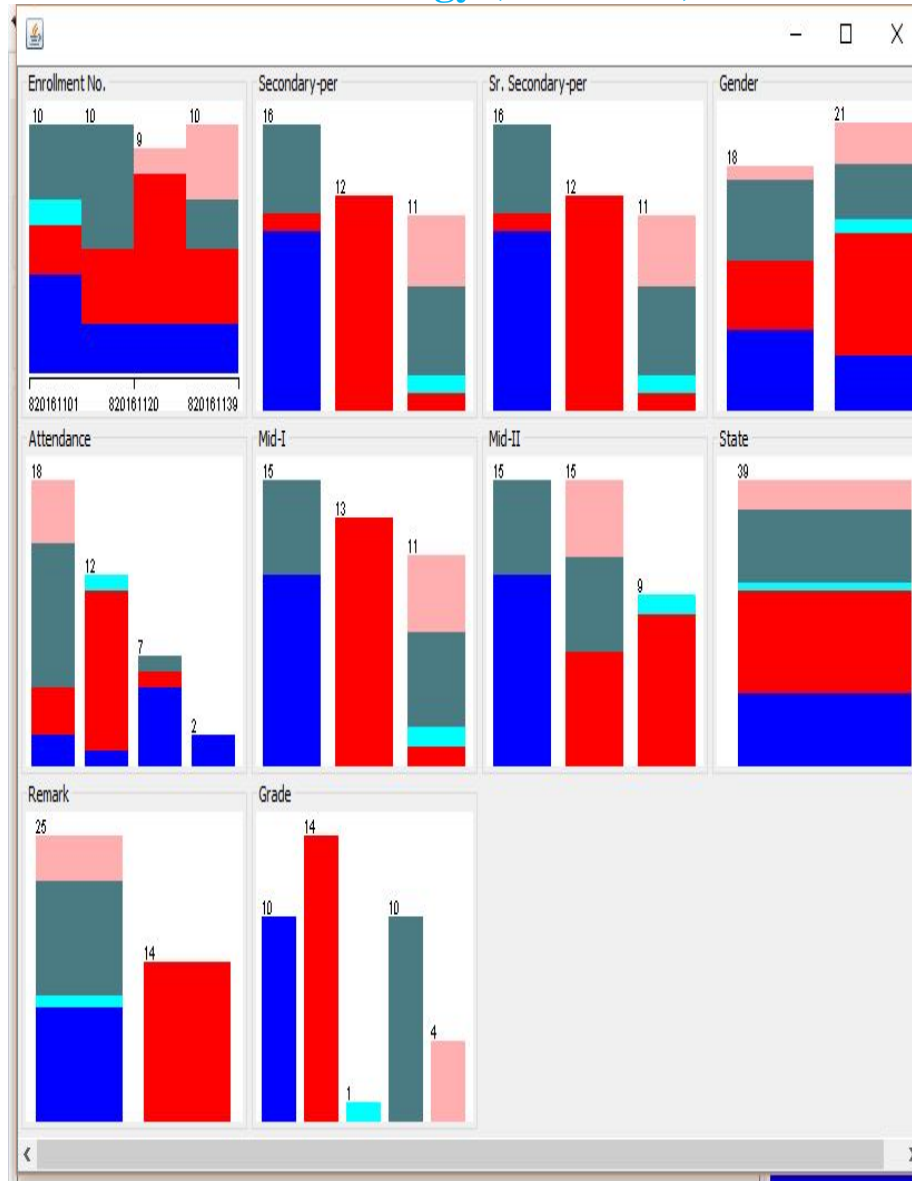 Enrollment No.
10 10 9 10
820161101 820161120 820161139
Secondary-per
16 12 11
Sr. Secondary-per
16 12 11
Gender
18 21
Attendance
18 12 7 2
Mid-I
15 13 11
Mid-II
15 15 9
State
39
Remark
25 14
Grade
10 14 1 10 4